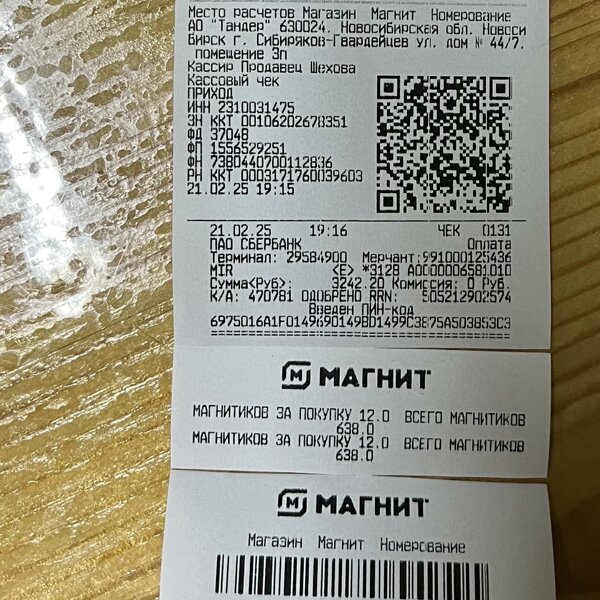 Место расчетов Магазин Магнит Номерование
АО "Тандер" 630024, Новосибирская обл. Новоси
бирск г, Сибиряков-Гвардейцев ул, дом № 44/7,
помещение 3п
Кассир Продавец Шехова
Кассовый чек
ПРИХОД
ИНН 2310031475
ЗН ККТ 00106202678351
ФД 37048
ФП 1556529251
ФН 7380440700112836
РН ККТ 0003171760039603
21.02.25 19:15
21.02.25 19:16 ЧЕК 0131
ПАО СБЕРБАНК Оплата
Терминал: 29584900 Мерчант:991000125436
MIR <E> *3128 A0000006581010
Сумма<Руб>: 3242.20 Комиссия: 0 Руб.
К/А: 470781 ОДОБРЕНО RRN: 505212902574
Введен ПИН-код
6975016A1F0149690149BD1499C3875A503853C3
МАГНИТ
МАГНИТИКОВ ЗА ПОКУПКУ 12.0 ВСЕГО МАГНИТИКОВ
638.0
МАГНИТИКОВ ЗА ПОКУПКУ 12.0 ВСЕГО МАГНИТИКОВ
638.0
МАГНИТ
Магазин Магнит Номерование